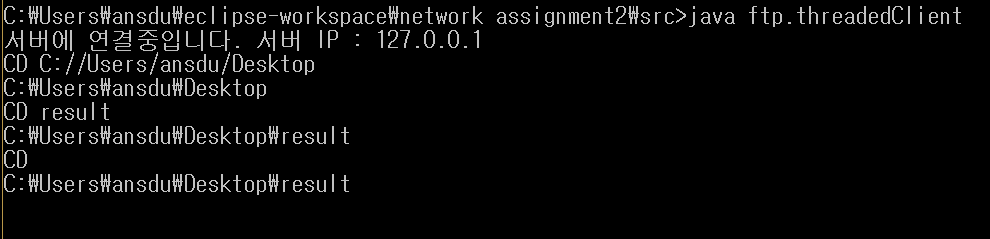 C:₩Users₩ansdu₩eclipse-workspace₩network assignment2₩src>java ftp.threadedClient
서버에 연결중입니다. 서버 IP : 127.0.0.1
CD C://Users/ansdu/Desktop
C:₩Users₩ansdu₩Desktop
CD result
C:₩Users₩ansdu₩Desktop₩result
CD
C:₩Users₩ansdu₩Desktop₩result